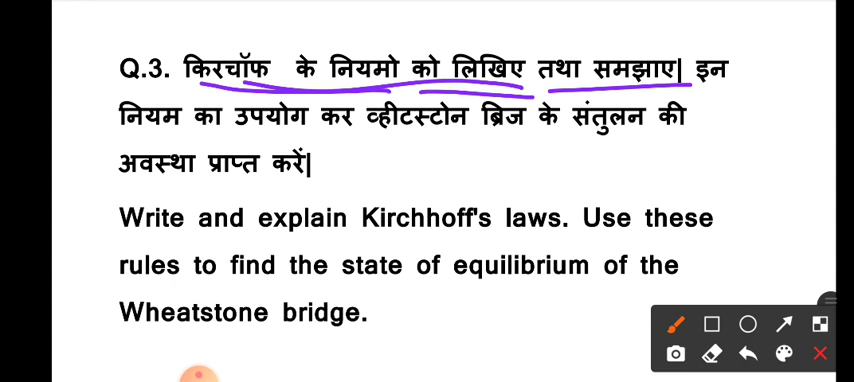 Q.3. किरचॉफ के नियमो को लिखिए तथा समझाए| इन
नियम का उपयोग कर व्हीटस्टोन ब्रिज के संतुलन की
अवस्था प्राप्त करें|
Write and explain Kirchhoff's laws. Use these
rules to find the state of equilibrium of the
Wheatstone bridge.